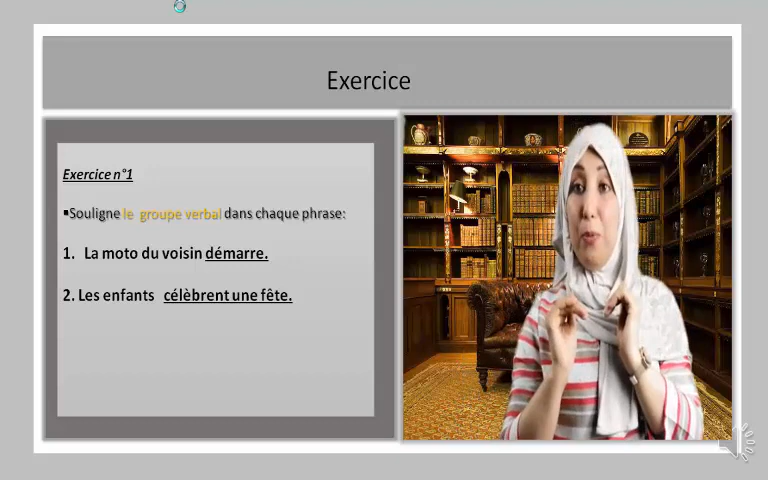 Exercice
Exercice n°1
▪Souligne le groupe verbal dans chaque phrase:
1. La moto du voisin démarre.
2. Les enfants célèbrent une fête.